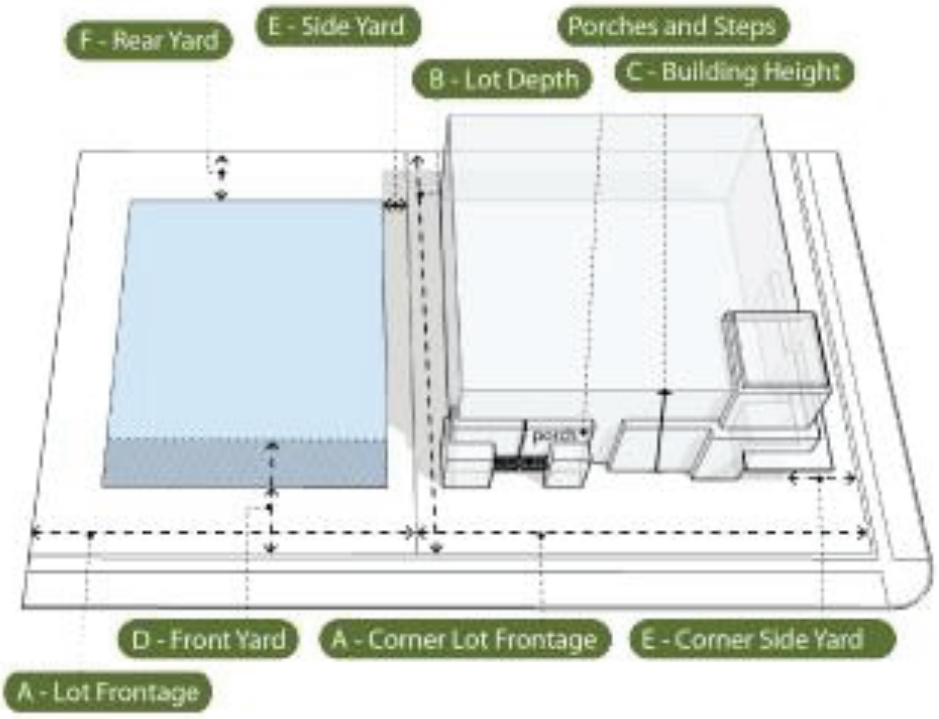 E - Side Yard
Porches and Steps
F - Rear Yard
B - Lot Depth
C - Building Height
porch
D - Front Yard
A - Corner Lot Frontage
E - Corner Side Yard
A - Lot Frontage